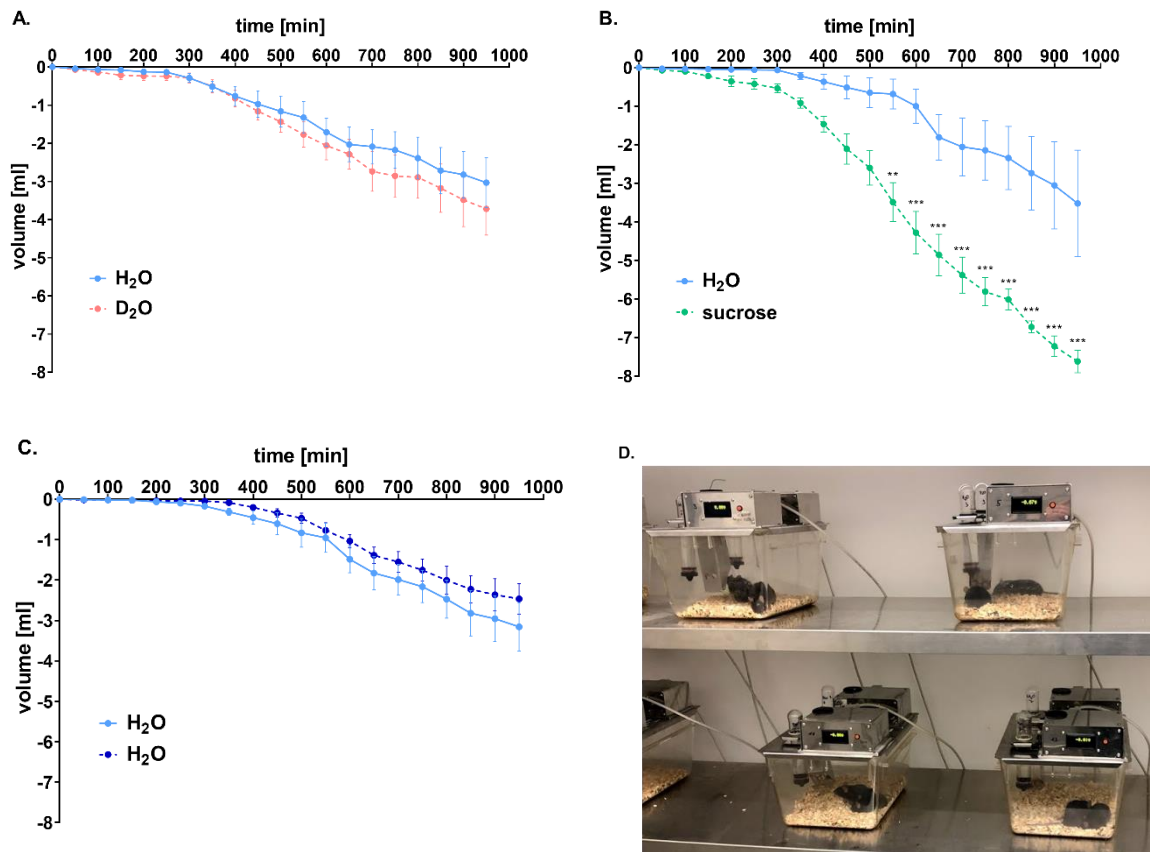 A.
time [min]
0 100 200 300 400 500 600 700 800 900 1000
0
-1
-2
-3
-4
-5
-6
-7
-8
volume [ml]
H₂O
D₂O
B.
time [min]
0 100 200 300 400 500 600 700 800 900 1000
0
-1
-2
-3
-4
-5
-6
-7
-8
volume [ml]
** *** *** *** *** *** *** *** ***
H₂O
sucrose
C.
time [min]
0 100 200 300 400 500 600 700 800 900 1000
0
-1
-2
-3
-4
-5
-6
-7
-8
volume [ml]
H₂O
H₂O
D.